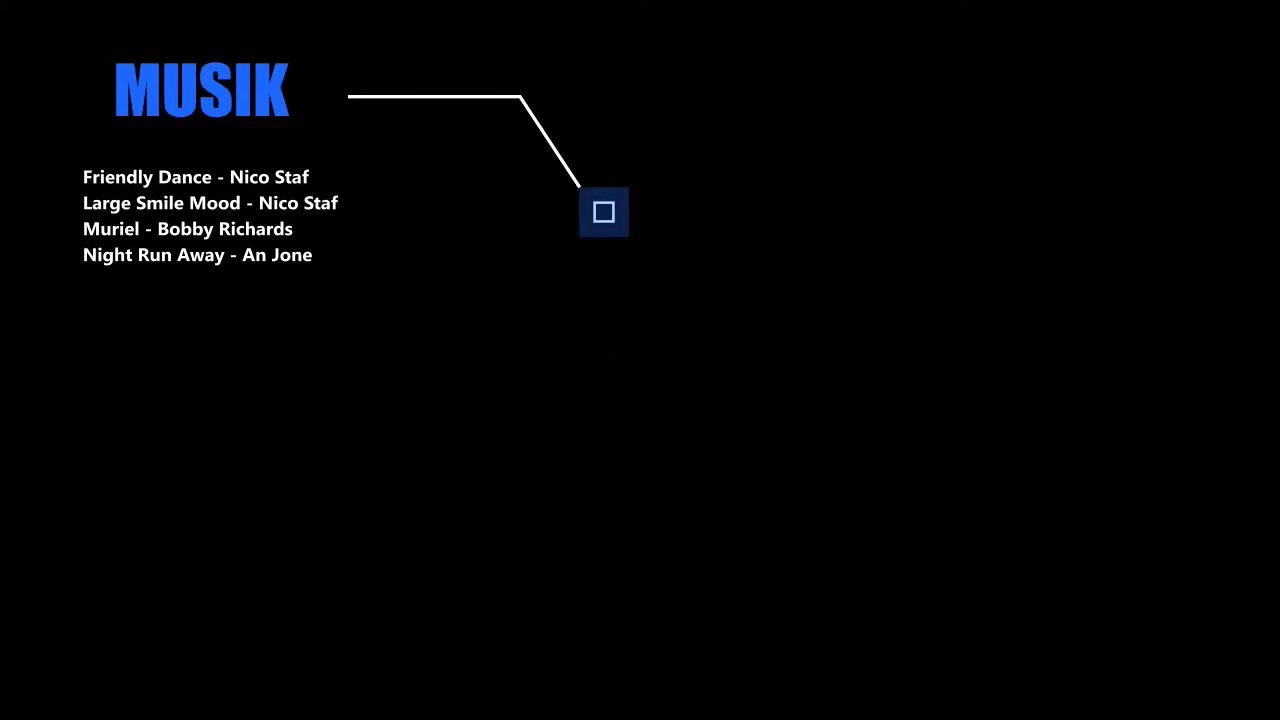 MUSIK
Friendly Dance - Nico Staf
Large Smile Mood - Nico Staf
Muriel - Bobby Richards
Night Run Away - An Jone